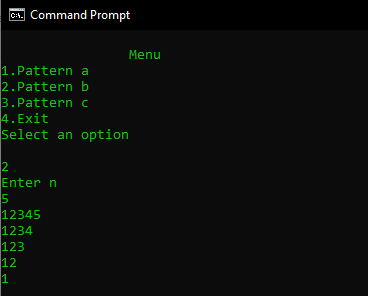 Command Prompt
Menu
1.Pattern a
2.Pattern b
3.Pattern c
4.Exit
Select an option
2
Enter n
5
12345
1234
123
12
1